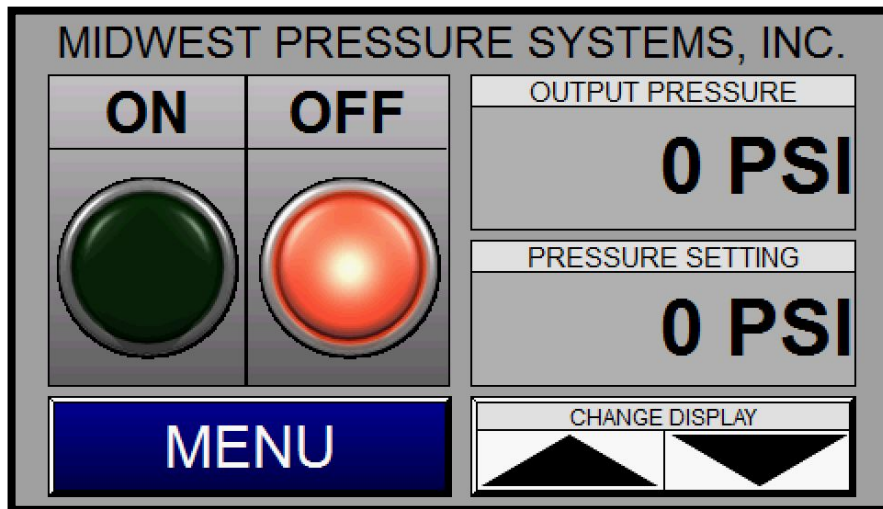 MIDWEST PRESSURE SYSTEMS, INC.
ON OFF
OUTPUT PRESSURE
0 PSI
PRESSURE SETTING
0 PSI
MENU
CHANGE DISPLAY